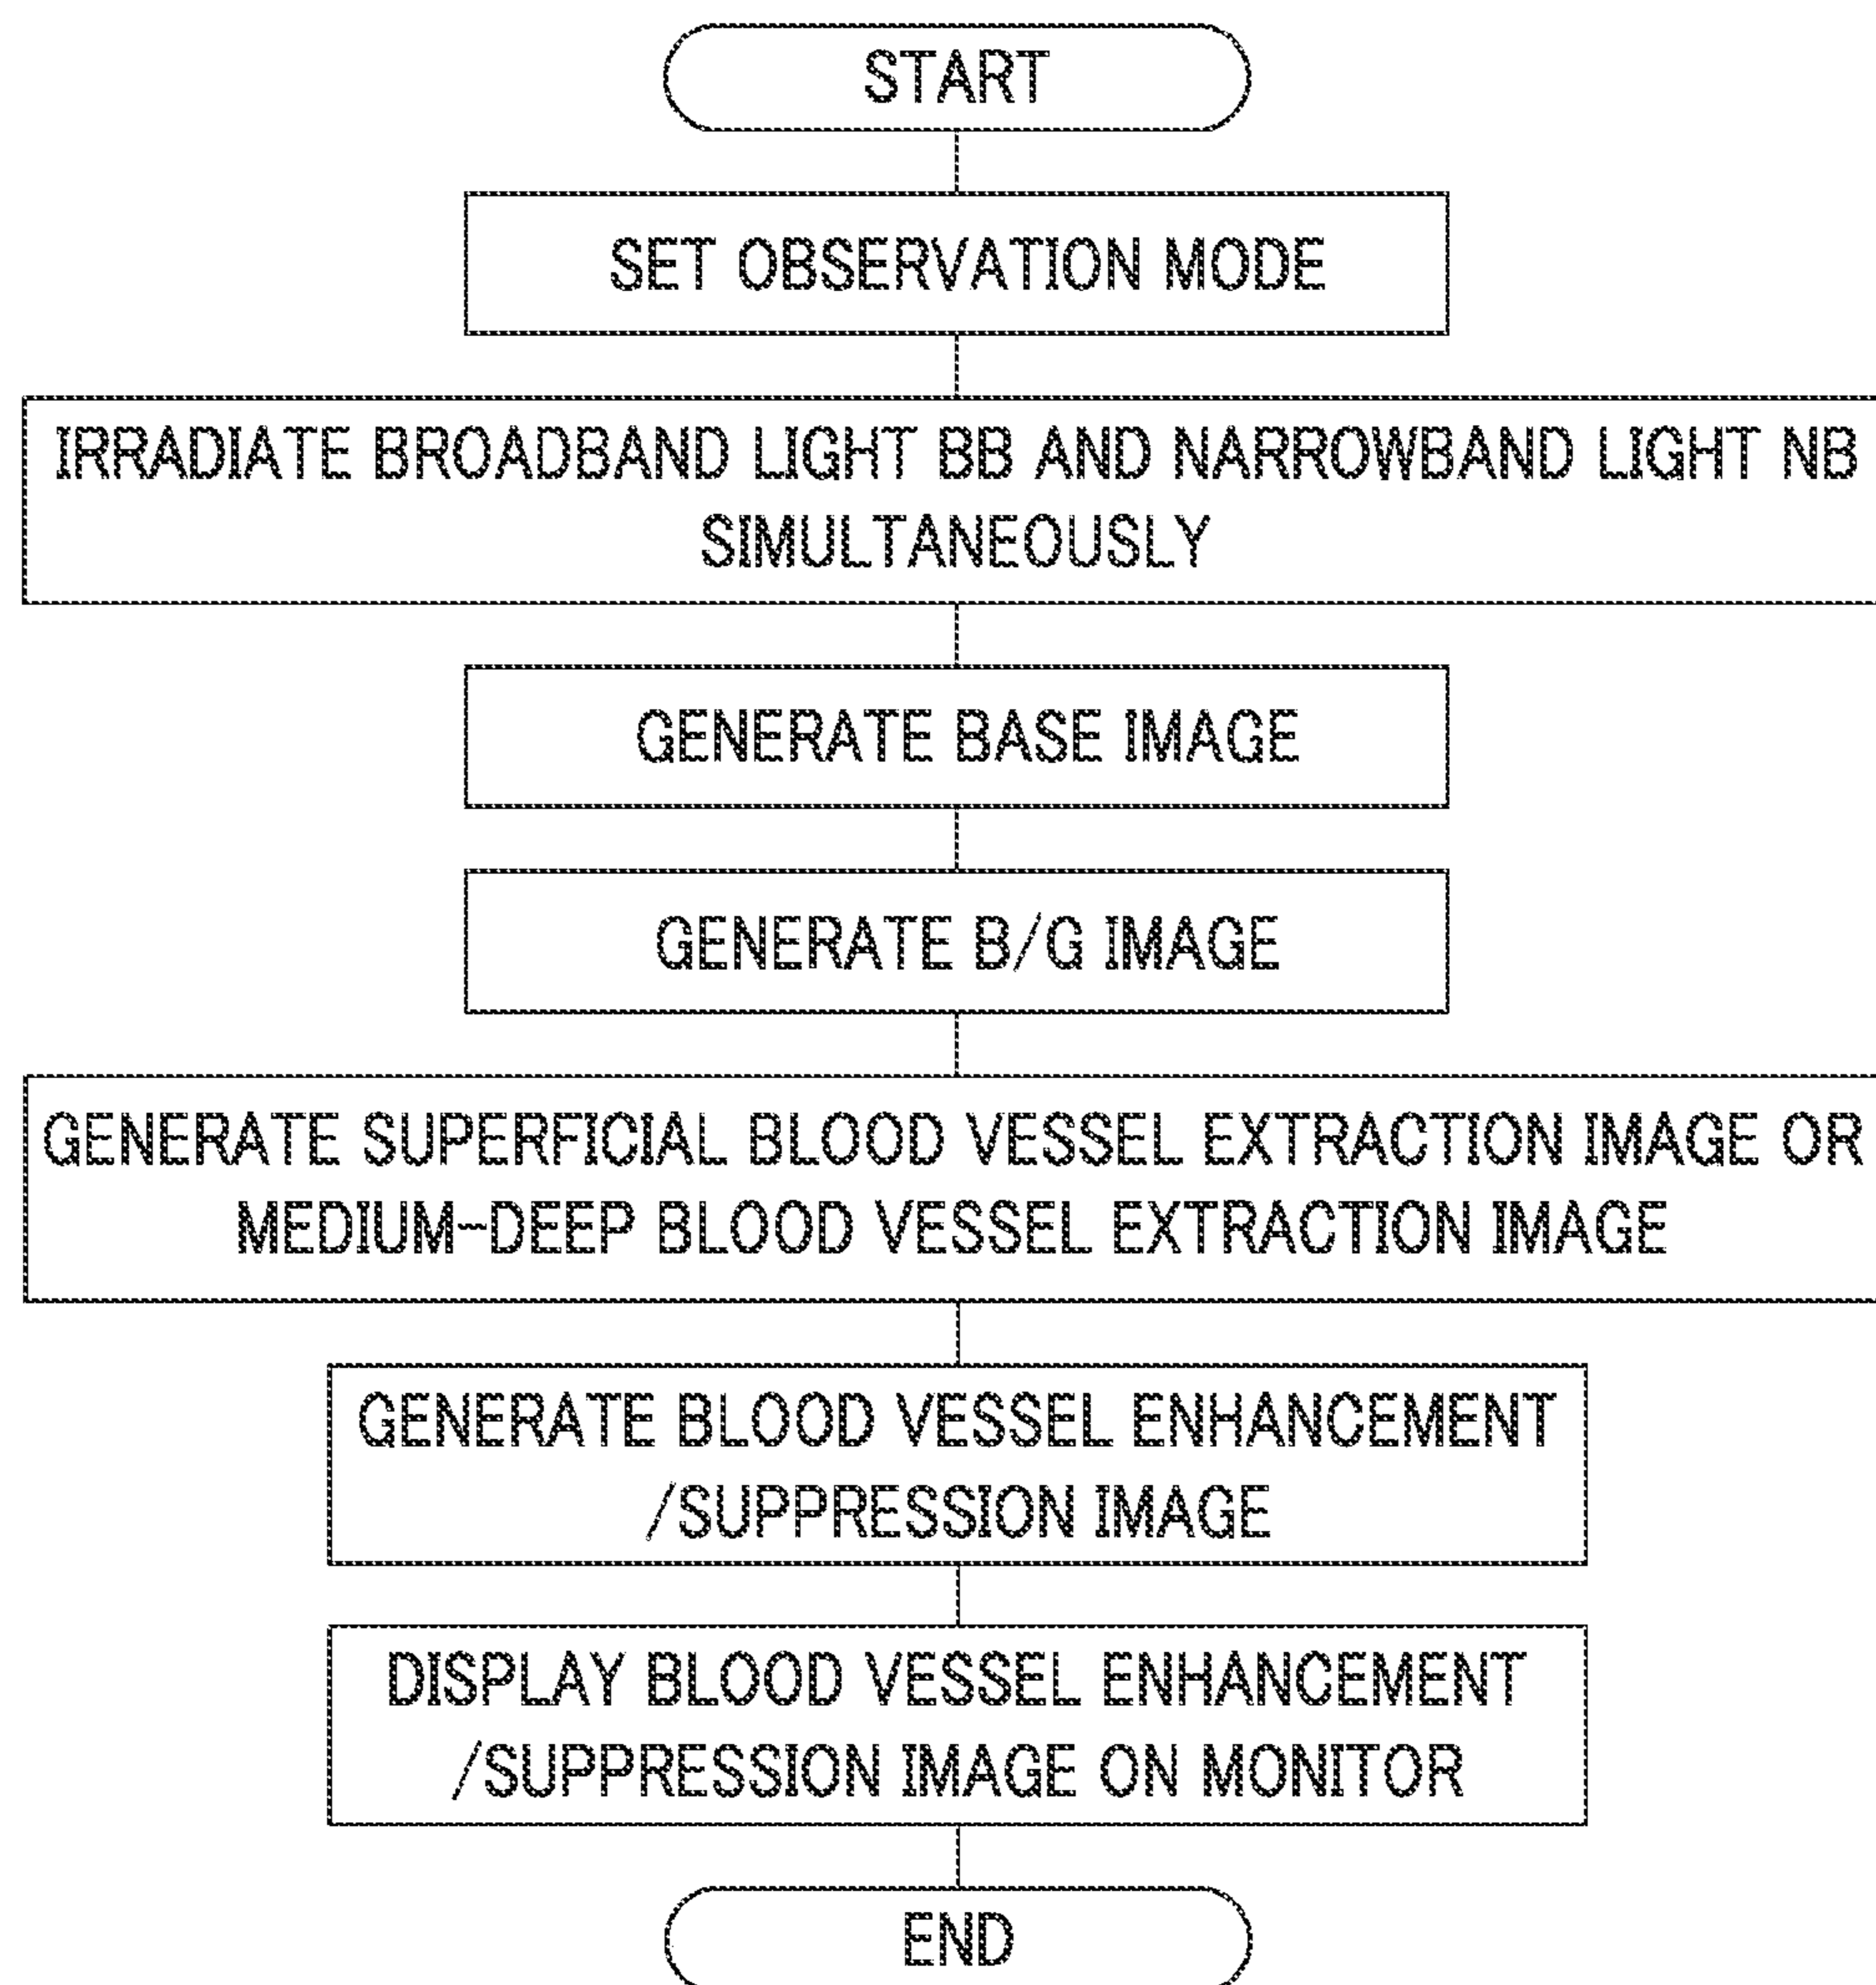 START
SET OBSERVATION MODE
IRRADIATE BROADBAND LIGHT BB AND NARROWBAND LIGHT NB
SIMULTANEOUSLY
GENERATE BASE IMAGE
GENERATE B/G IMAGE
GENERATE SUPERFICIAL BLOOD VESSEL EXTRACTION IMAGE OR
MEDIUM-DEEP BLOOD VESSEL EXTRACTION IMAGE
GENERATE BLOOD VESSEL ENHANCEMENT
/SUPPRESSION IMAGE
DISPLAY BLOOD VESSEL ENHANCEMENT
/SUPPRESSION IMAGE ON MONITOR
END